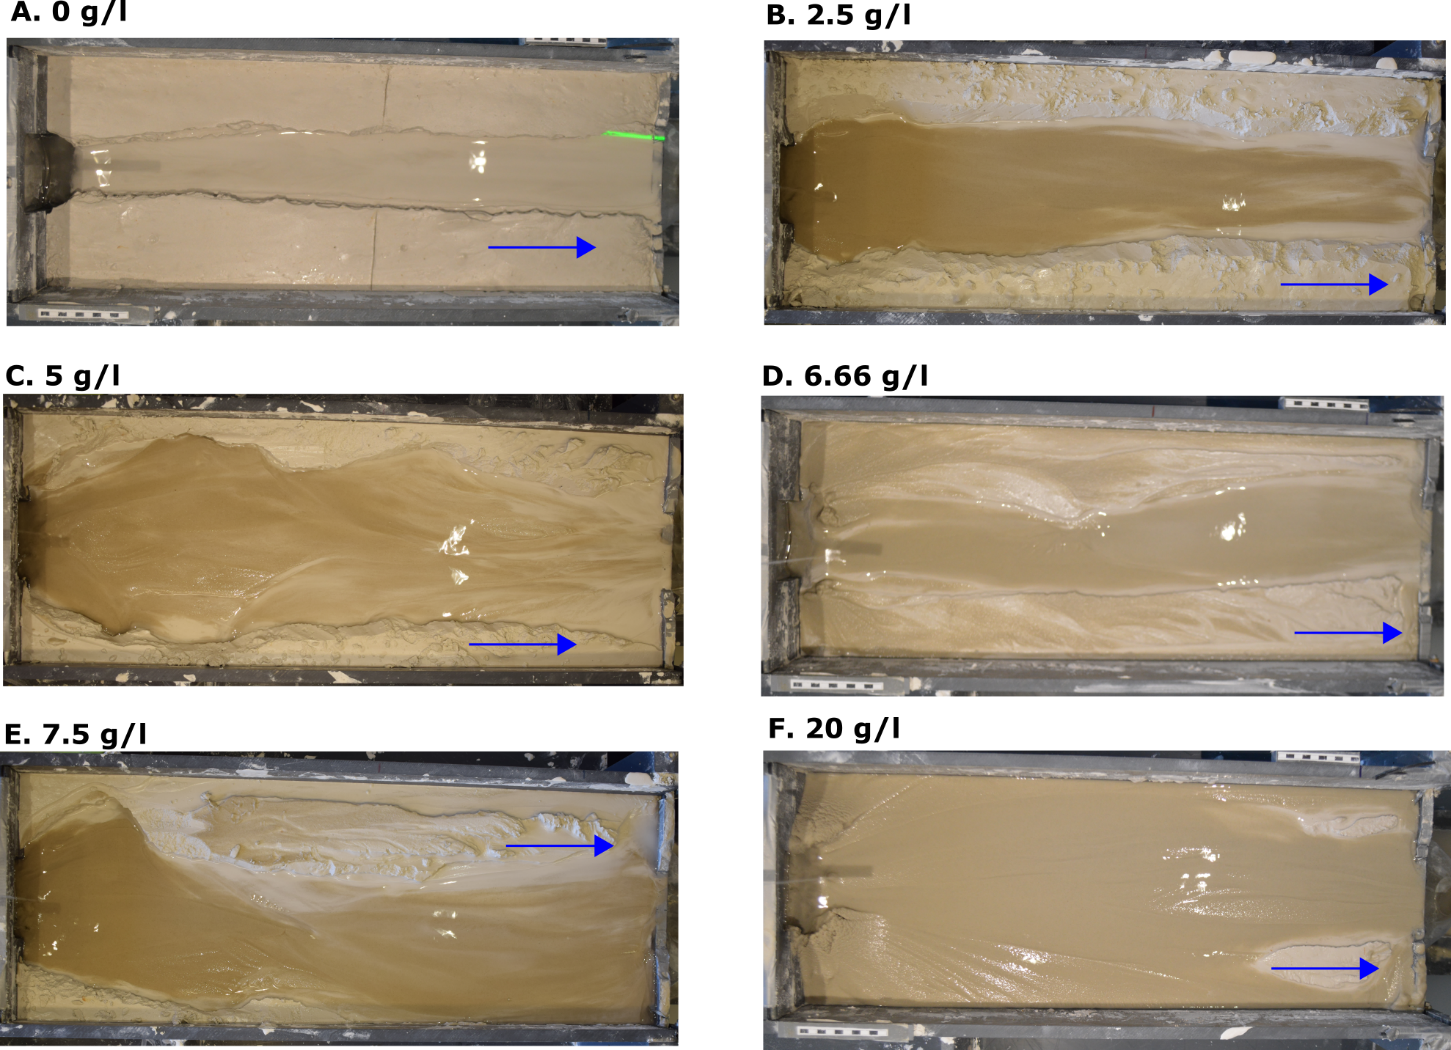 A. 0 g/l
B. 2.5 g/l
C. 5 g/l
D. 6.66 g/l
E. 7.5 g/l
F. 20 g/l